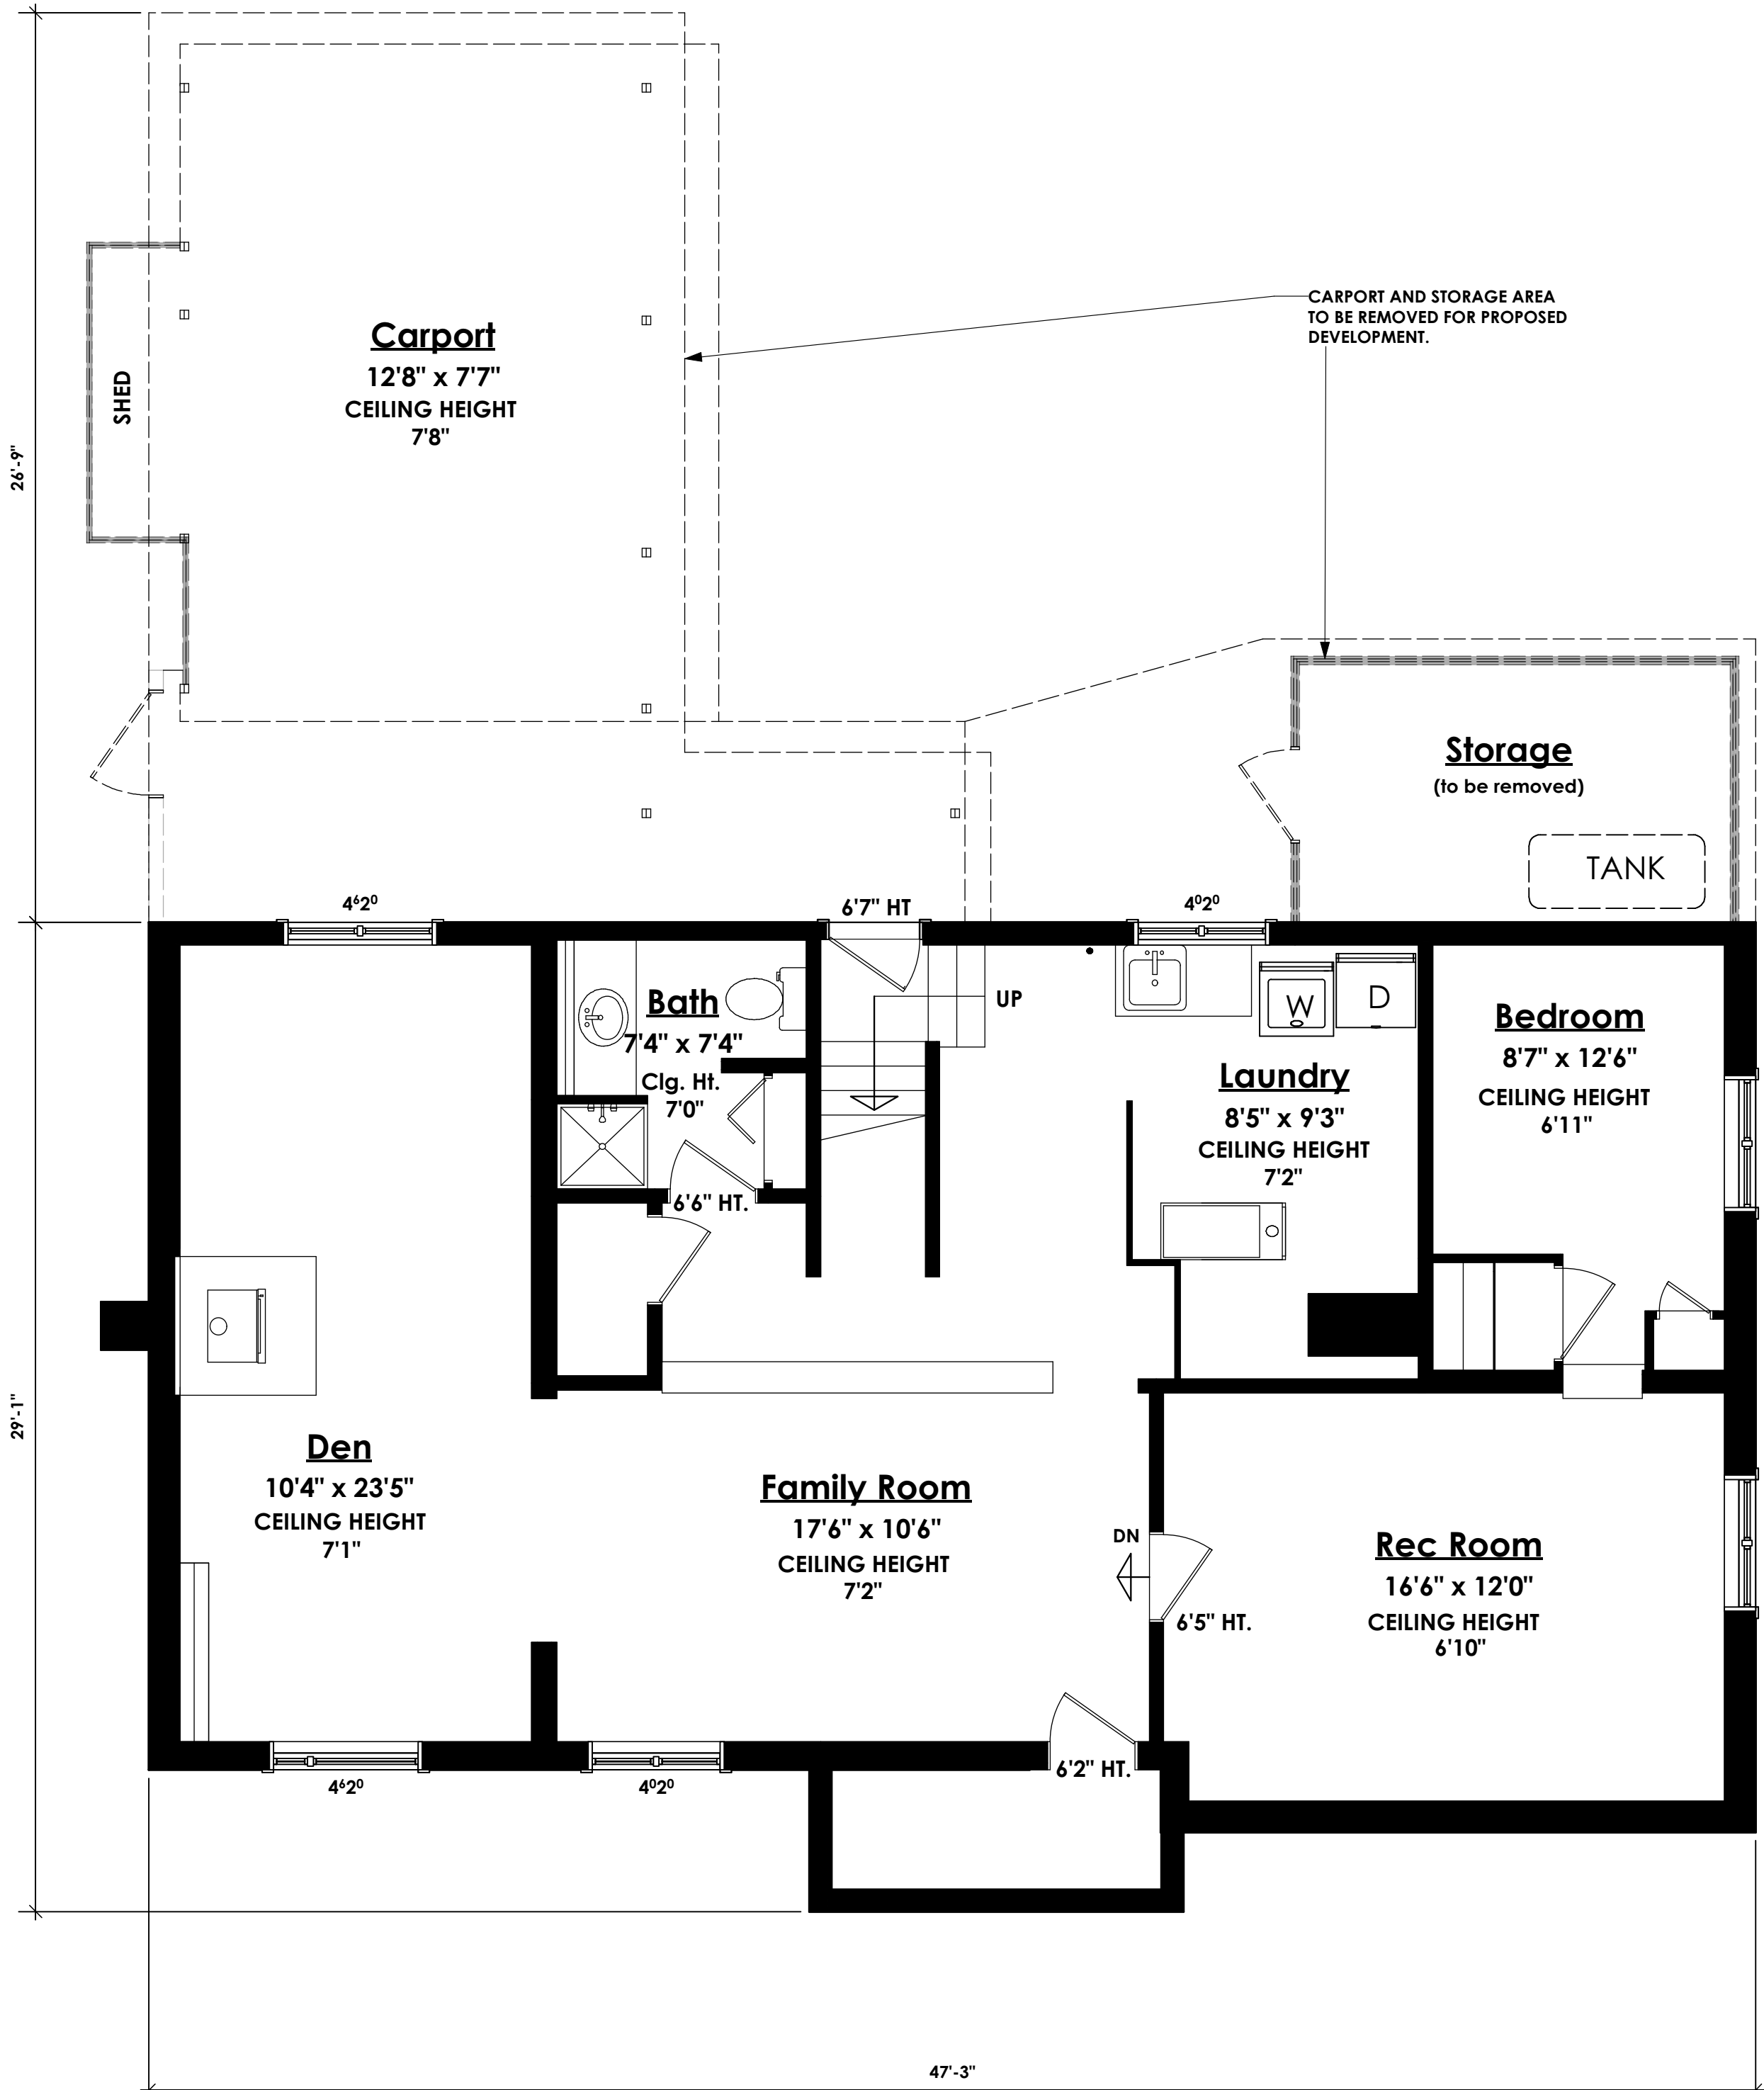 CARPORT AND STORAGE AREA
TO BE REMOVED FOR PROPOSED
DEVELOPMENT.
Carport
12'8" x 7'7"
CEILING HEIGHT
7'8"
SHED
26'-9"
Storage
(to be removed)
TANK
4⁶2⁰
6'7" HT
4⁰2⁰
Bath
7'4" x 7'4"
Clg. Ht.
7'0"
UP
W
D
Bedroom
8'7" x 12'6"
CEILING HEIGHT
6'11"
Laundry
8'5" x 9'3"
CEILING HEIGHT
7'2"
6'6" HT.
29'-1"
Den
10'4" x 23'5"
CEILING HEIGHT
7'1"
Family Room
17'6" x 10'6"
CEILING HEIGHT
7'2"
DN
6'5" HT.
Rec Room
16'6" x 12'0"
CEILING HEIGHT
6'10"
6'2" HT.
4⁶2⁰
4⁰2⁰
47'-3"